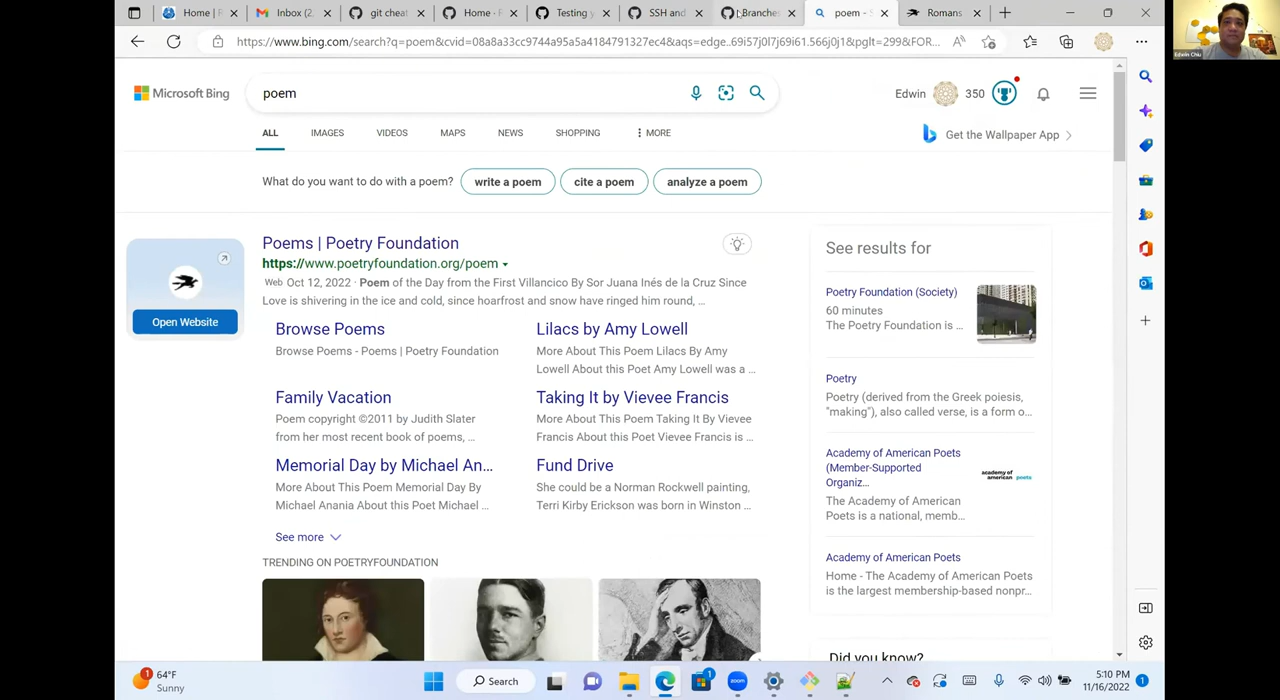 Home | R
Inbox (2
git cheat
Home · R
Testing y
SSH and
Branches
poem - S
Romans
https://www.bing.com/search?q=poem&cvid=08a8a33cc9744a95a5a4184791327ec4&aqs=edge..69i57j0l7j69i61.566j0j1&pglt=299&FOR...
Edwin Chiu
Microsoft Bing
poem
Edwin
350
ALL
IMAGES
VIDEOS
MAPS
NEWS
SHOPPING
MORE
Get the Wallpaper App
What do you want to do with a poem?
write a poem
cite a poem
analyze a poem
Open Website
Poems | Poetry Foundation
https://www.poetryfoundation.org/poem
Web Oct 12, 2022 · Poem of the Day from the First Villancico By Sor Juana Inés de la Cruz Since
Love is shivering in the ice and cold, since hoarfrost and snow have ringed him round, ...
Browse Poems
Browse Poems - Poems | Poetry Foundation
Lilacs by Amy Lowell
More About This Poem Lilacs By Amy
Lowell About this Poet Amy Lowell was a ...
Family Vacation
Poem copyright ©2011 by Judith Slater
from her most recent book of poems, ...
Taking It by Vievee Francis
More About This Poem Taking It By Vievee
Francis About this Poet Vievee Francis is ...
Memorial Day by Michael An...
More About This Poem Memorial Day By
Michael Anania About this Poet Michael ...
Fund Drive
She could be a Norman Rockwell painting,
Terri Kirby Erickson was born in Winston ...
See more
TRENDING ON POETRYFOUNDATION
See results for
Poetry Foundation (Society)
60 minutes
The Poetry Foundation is ...
Poetry
Poetry (derived from the Greek poiesis,
"making"), also called verse, is a form o...
Academy of American Poets
(Member-Supported
Organiz...
The Academy of American
Poets is a national, memb...
academy of
american poets
Academy of American Poets
Home - The Academy of American Poets
is the largest membership-based nonpr...
Did you know?
1
64°F
Sunny
Search
1
zoom
5:10 PM
11/16/2022
1